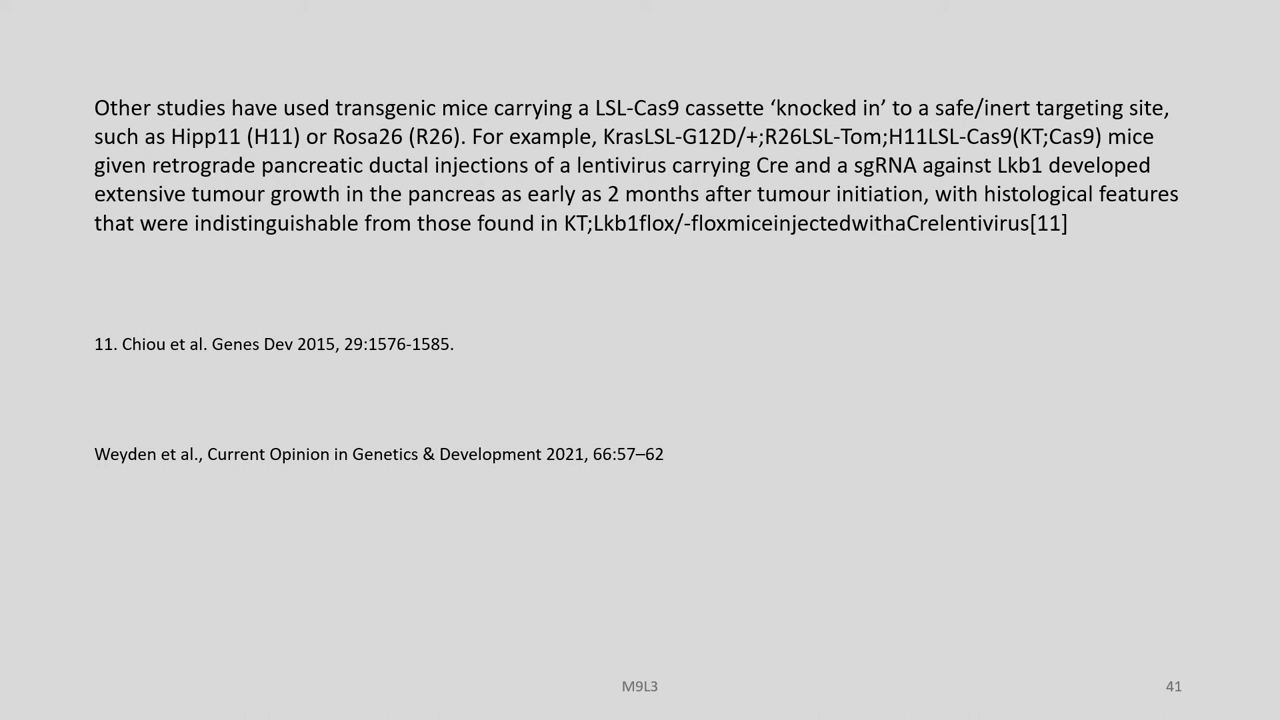 Other studies have used transgenic mice carrying a LSL-Cas9 cassette ‘knocked in’ to a safe/inert targeting site,
such as Hipp11 (H11) or Rosa26 (R26). For example, KrasLSL-G12D/+;R26LSL-Tom;H11LSL-Cas9(KT;Cas9) mice
given retrograde pancreatic ductal injections of a lentivirus carrying Cre and a sgRNA against Lkb1 developed
extensive tumour growth in the pancreas as early as 2 months after tumour initiation, with histological features
that were indistinguishable from those found in KT;Lkb1flox/-floxmiceinjectedwithaCrelentivirus[11]
11. Chiou et al. Genes Dev 2015, 29:1576-1585.
Weyden et al., Current Opinion in Genetics & Development 2021, 66:57–62
M9L3
41